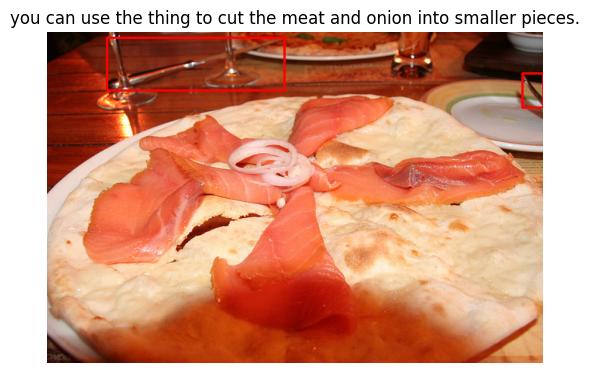 you can use the thing to cut the meat and onion into smaller pieces.